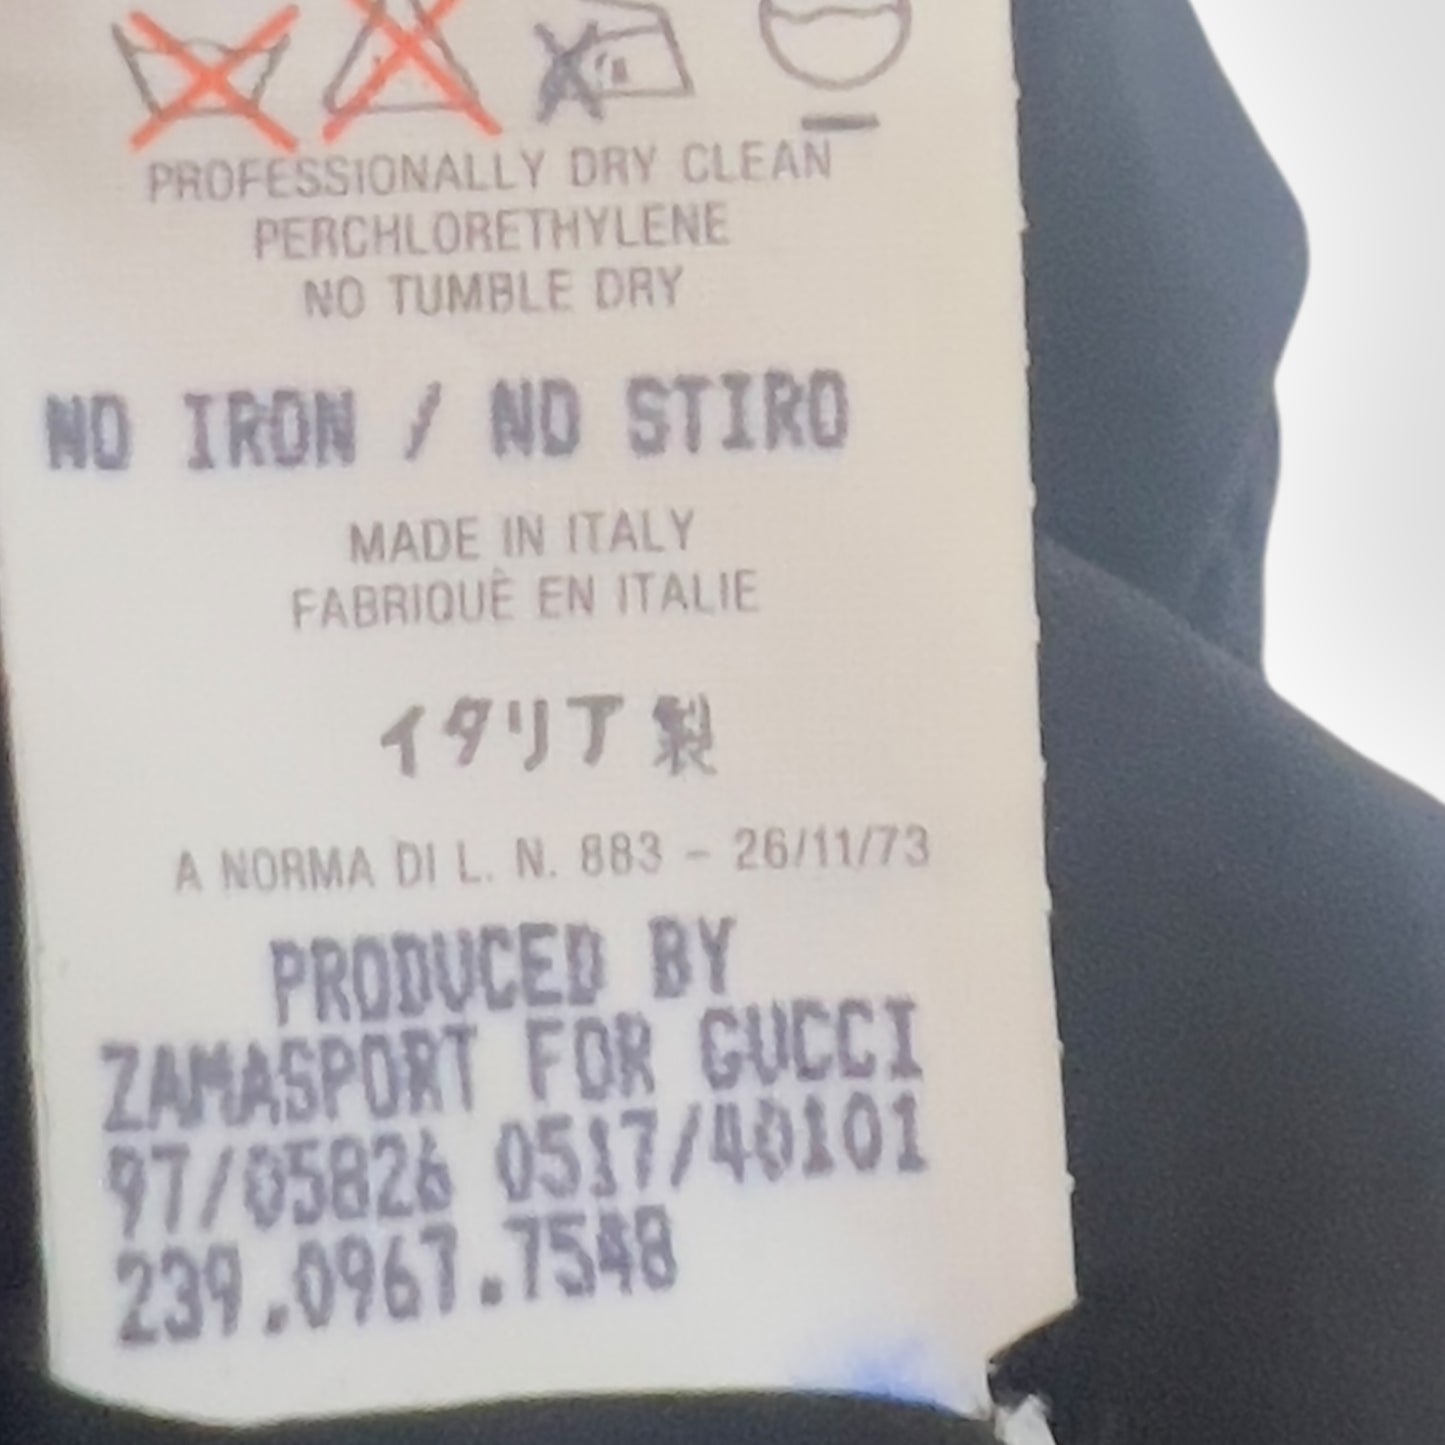 PROFESSIONALLY DRY CLEAN
PERCHLORETHYLENE
NO TUMBLE DRY
NO IRON / NO STIRO
MADE IN ITALY
FABRIQUÊ EN ITALIE
イタリア製
A NORMA DI L. N. 883 - 26/11/73
PRODUCED BY
ZAMASPORT FOR GUCCI
97/05826 0517/40101
239.0967.7548